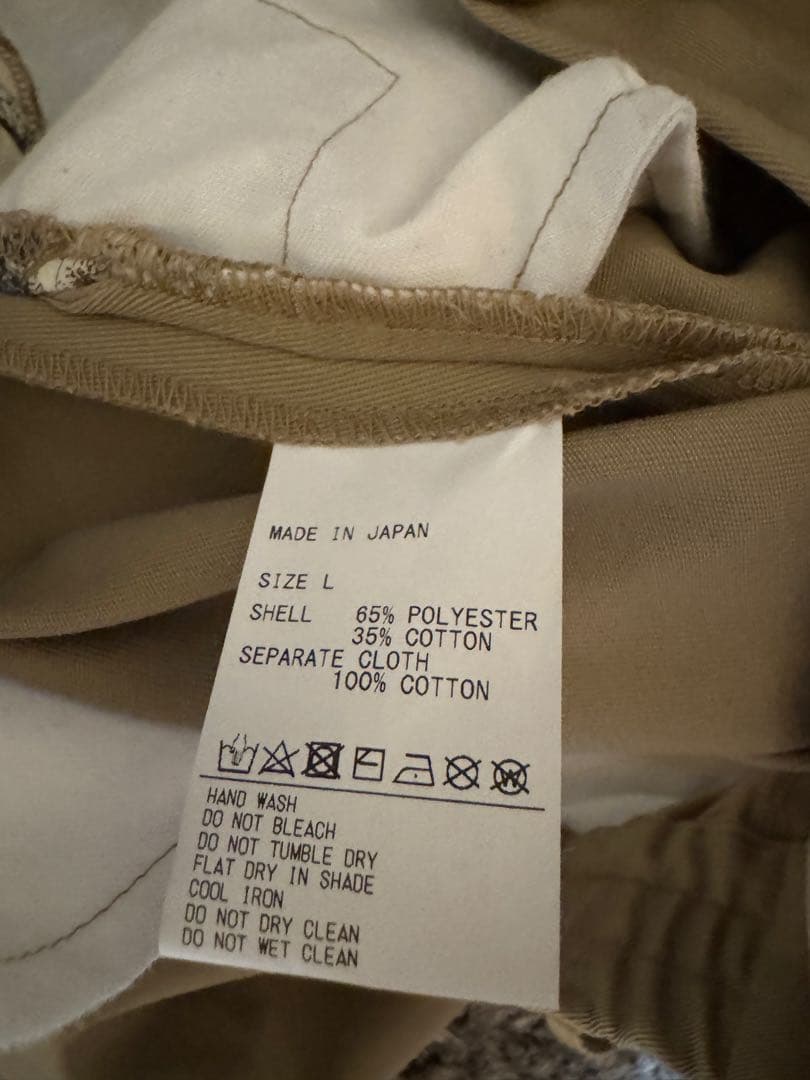 MADE IN JAPAN
SIZE L
SHELL 65% POLYESTER
35% COTTON
SEPARATE CLOTH
100% COTTON
W
HAND WASH
DO NOT BLEACH
DO NOT TUMBLE DRY
FLAT DRY IN SHADE
COOL IRON
DO NOT DRY CLEAN
DO NOT WET CLEAN